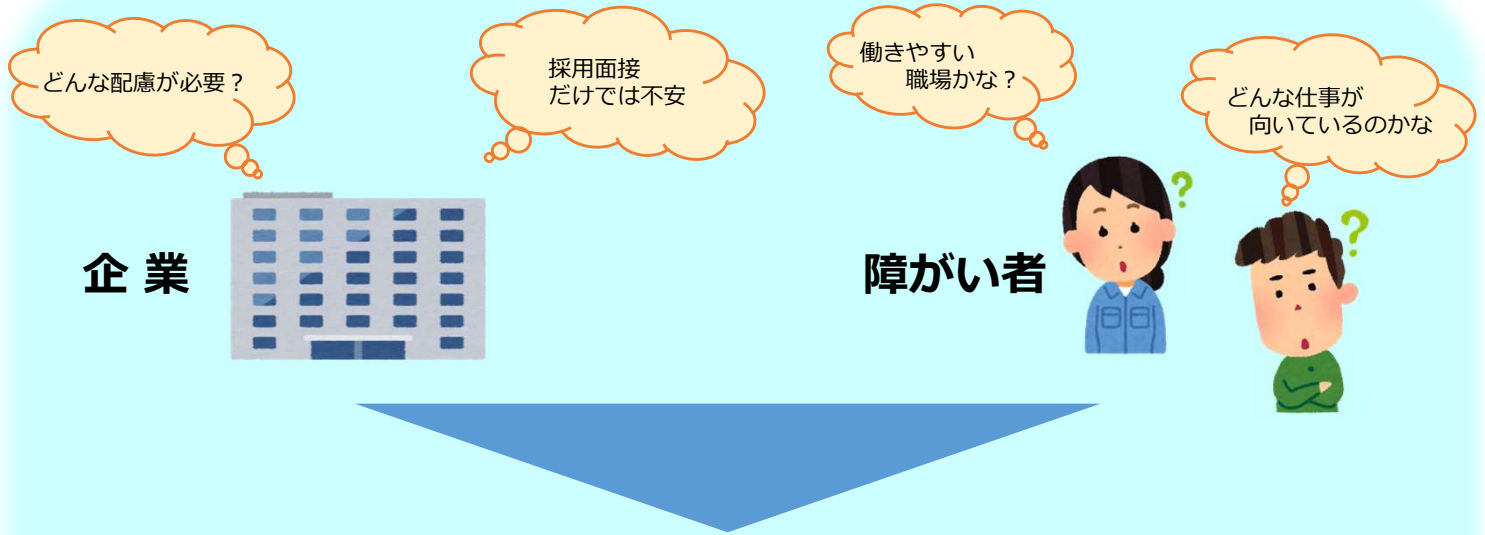 どんな配慮が必要？
採用面接
だけでは不安
働きやすい
職場かな？
どんな仕事が
向いているのかな
企業
障がい者
?
?